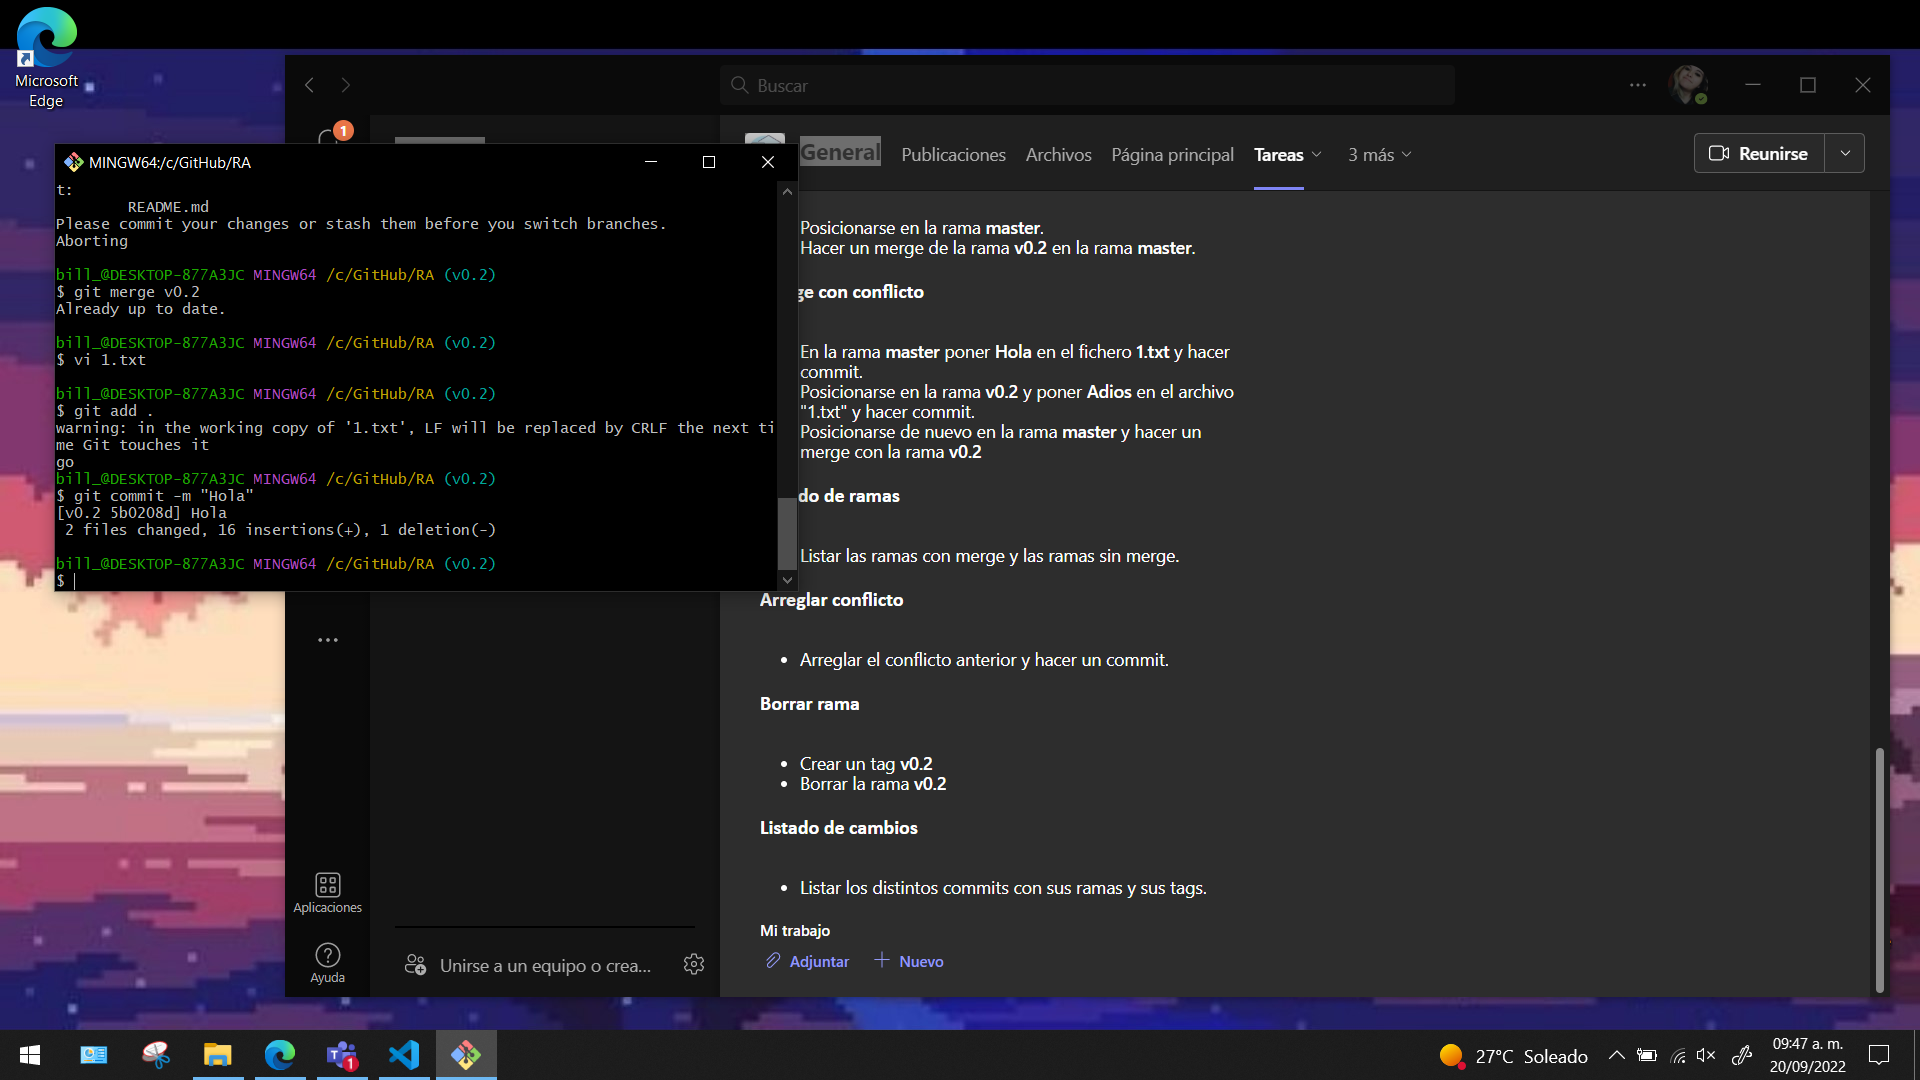 Microsoft
Edge
Buscar
1
MINGW64:/c/GitHub/RA
t:
README.md
Please commit your changes or stash them before you switch branches.
Aborting
bill_@DESKTOP-877A3JC MINGW64 /c/GitHub/RA (v0.2)
$ git merge v0.2
Already up to date.
bill_@DESKTOP-877A3JC MINGW64 /c/GitHub/RA (v0.2)
$ vi 1.txt
bill_@DESKTOP-877A3JC MINGW64 /c/GitHub/RA (v0.2)
$ git add .
warning: in the working copy of '1.txt', LF will be replaced by CRLF the next ti
me Git touches it
go
bill_@DESKTOP-877A3JC MINGW64 /c/GitHub/RA (v0.2)
$ git commit -m "Hola"
[v0.2 5b0208d] Hola
2 files changed, 16 insertions(+), 1 deletion(-)
bill_@DESKTOP-877A3JC MINGW64 /c/GitHub/RA (v0.2)
$
General Publicaciones Archivos Página principal Tareas 3 más
Reunirse
Posicionarse en la rama master.
Hacer un merge de la rama v0.2 en la rama master.
ge con conflicto
En la rama master poner Hola en el fichero 1.txt y hacer
commit.
Posicionarse en la rama v0.2 y poner Adios en el archivo
"1.txt" y hacer commit.
Posicionarse de nuevo en la rama master y hacer un
merge con la rama v0.2
do de ramas
Listar las ramas con merge y las ramas sin merge.
Arreglar conflicto
• Arreglar el conflicto anterior y hacer un commit.
Borrar rama
• Crear un tag v0.2
• Borrar la rama v0.2
Listado de cambios
• Listar los distintos commits con sus ramas y sus tags.
Mi trabajo
Adjuntar + Nuevo
Aplicaciones
Ayuda
Unirse a un equipo o crea...
1
27°C Soleado
09:47 a. m.
20/09/2022